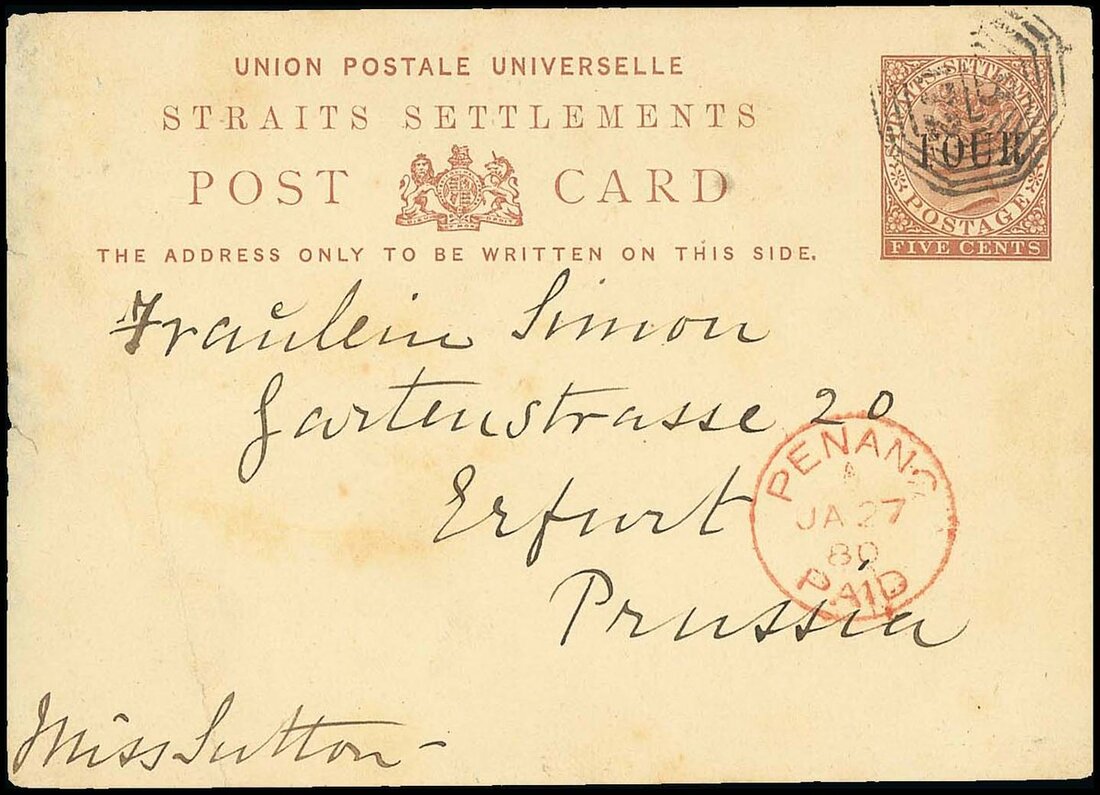 UNION POSTALE UNIVERSELLE
STRAITS SETTLEMENTS
POST CARD
THE ADDRESS ONLY TO BE WRITTEN ON THIS SIDE.
STRAITS SETTLEMENTS
FOUR
POSTAGE
FIVE CENTS
Fräulein Simon
Gartenstrasse 20
Erfurt
Prussia
PENANG
A
JA 27
80
PAID
Miss Sutton –